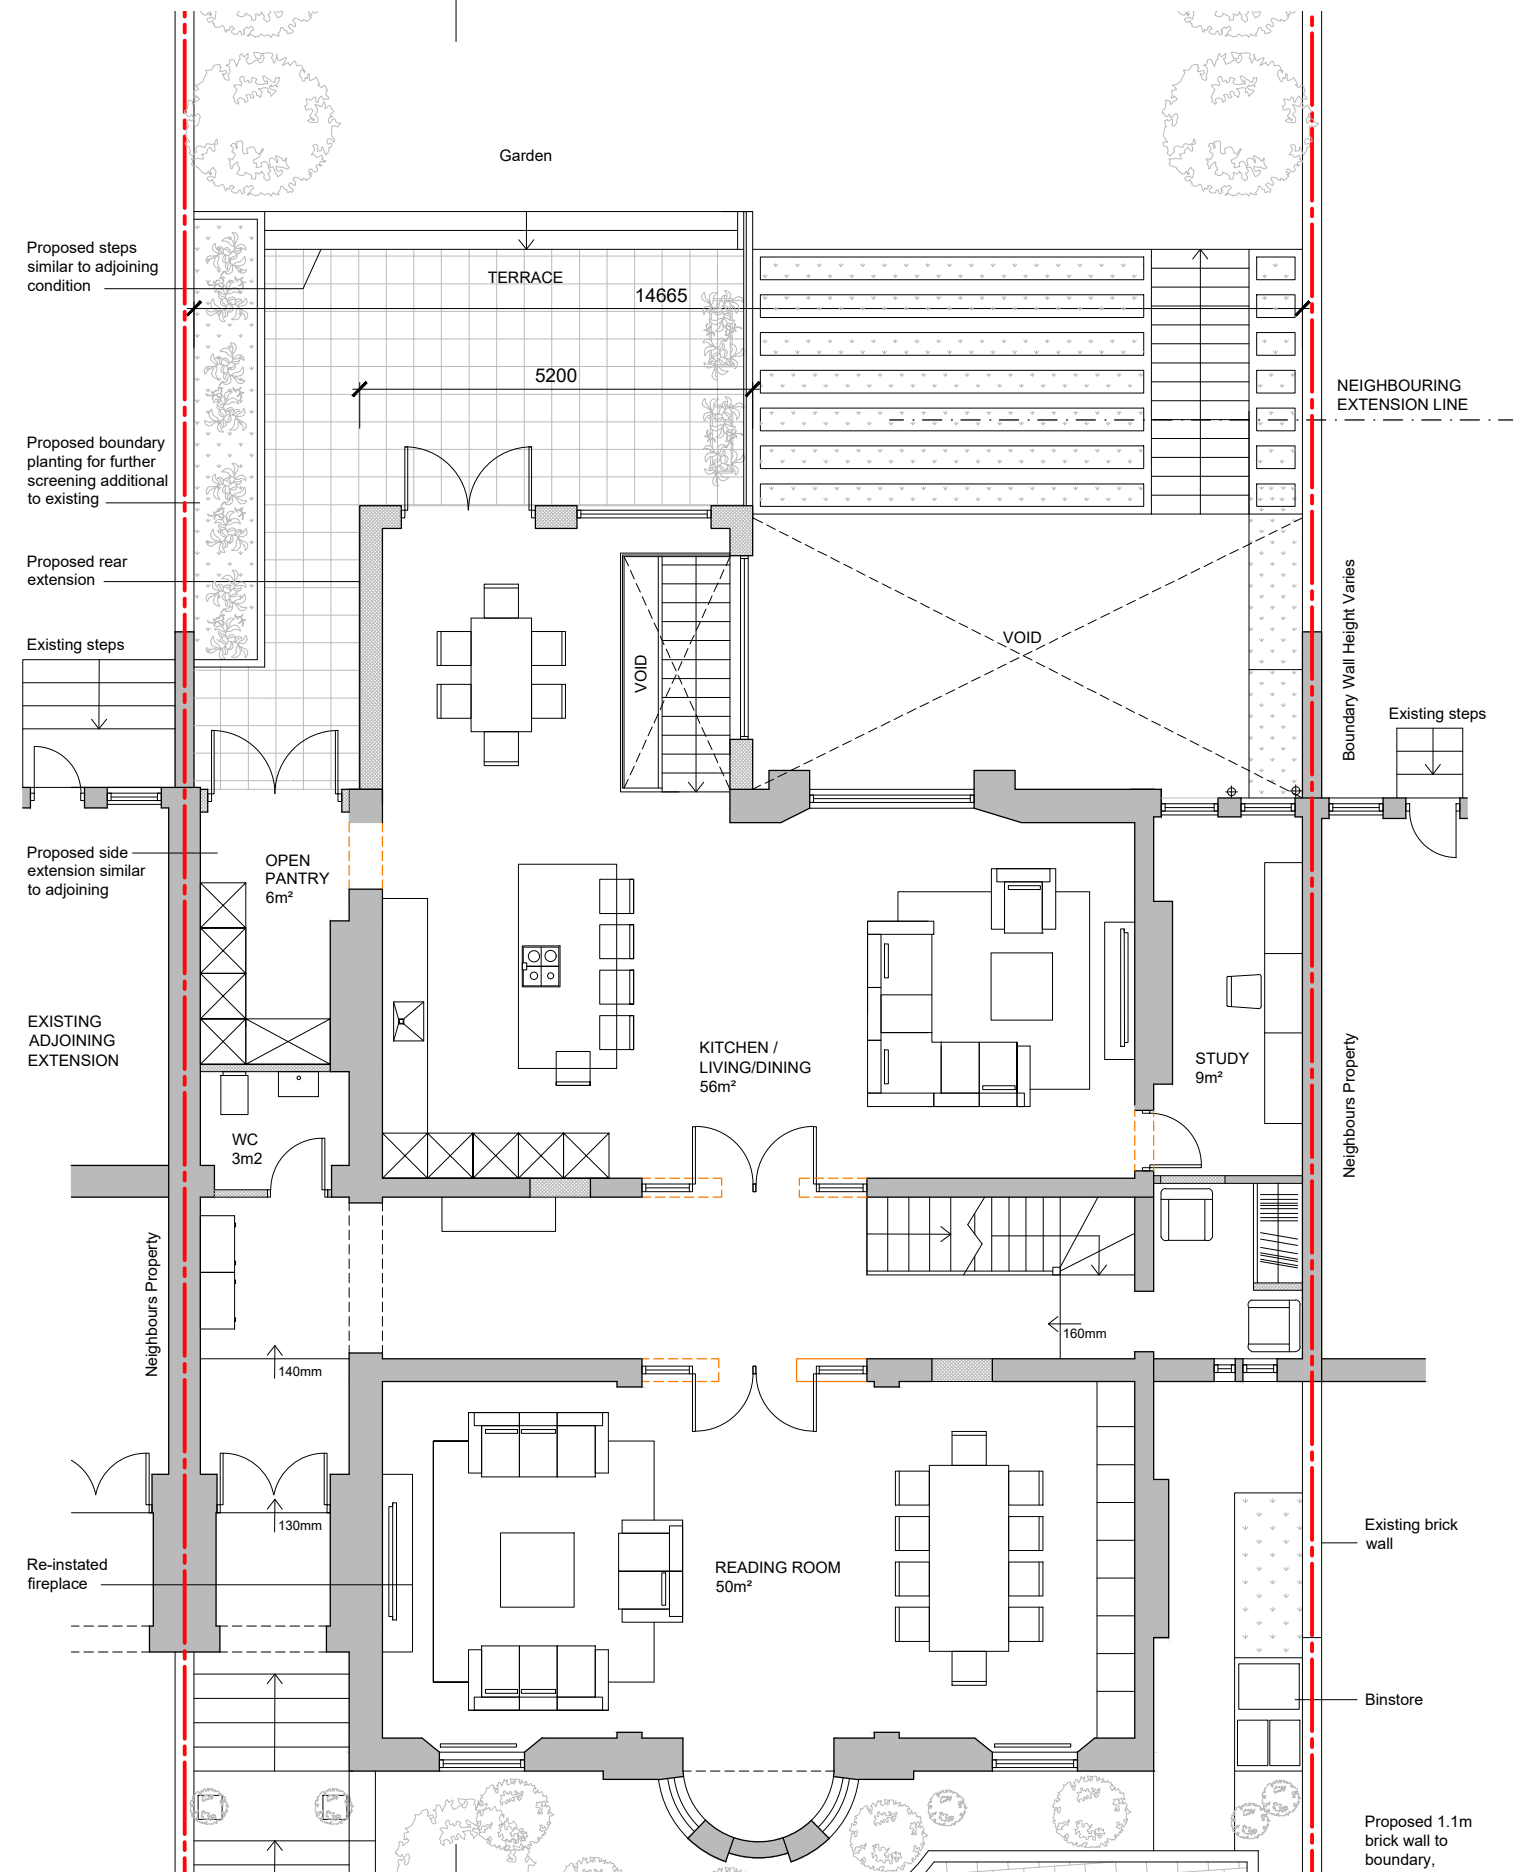 Garden
Proposed steps
similar to adjoining
condition
TERRACE
14665
5200
NEIGHBOURING
EXTENSION LINE
Proposed boundary
planting for further
screening additional
to existing
Proposed rear
extension
Existing steps
VOID
VOID
Boundary Wall Height Varies
Existing steps
Proposed side
extension similar
to adjoining
OPEN
PANTRY
6m²
EXISTING
ADJOINING
EXTENSION
KITCHEN /
LIVING/DINING
56m²
STUDY
9m²
Neighbours Property
WC
3m2
Neighbours Property
160mm
140mm
130mm
Re-instated
fireplace
READING ROOM
50m²
Existing brick
wall
Binstore
Proposed 1.1m
brick wall to
boundary,